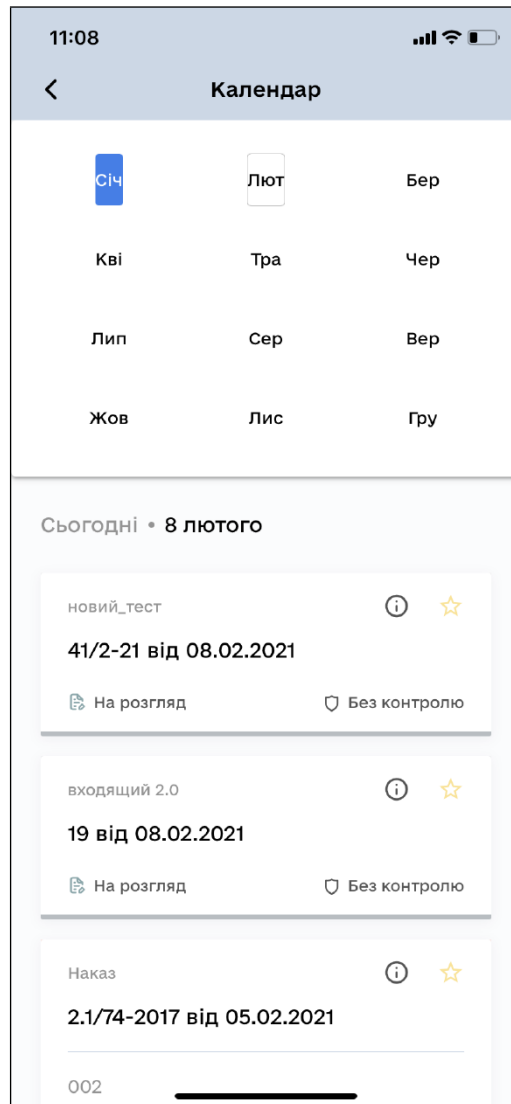 11:08
Календар
Січ Лют Бер
Кві Тра Чер
Лип Сер Вер
Жов Лис Гру
Сьогодні • 8 лютого
новий_тест
41/2-21 від 08.02.2021
На розгляд Без контролю
входящий 2.0
19 від 08.02.2021
На розгляд Без контролю
Наказ
2.1/74-2017 від 05.02.2021
002